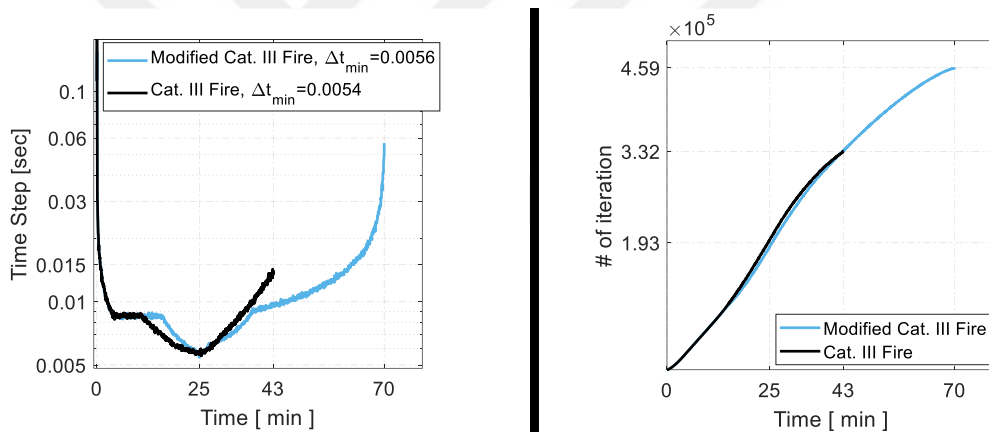 Modified Cat. III Fire, Δt_min=0.0056
Cat. III Fire, Δt_min=0.0054
0.1
0.06
0.03
0.015
0.01
0.005
Time Step [sec]
0 25 43 70
Time [ min ]
×10^5
4.59
3.32
1.93
# of iteration
Modified Cat. III Fire
Cat. III Fire
0 25 43 70
Time [ min ]